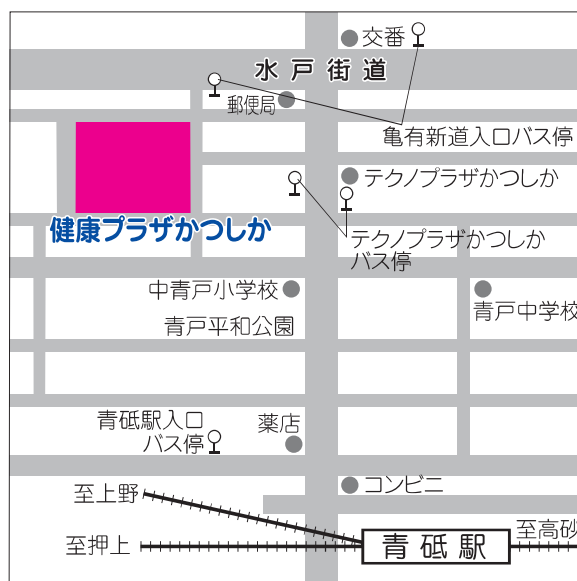 交番
水戸街道
郵便局
亀有新道入口バス停
テクノプラザかつしか
健康プラザかつしか
テクノプラザかつしか
バス停
中青戸小学校
青戸中学校
青戸平和公園
青砥駅入口
バス停
薬店
コンビニ
至上野
至押上
青砥駅
至高砂